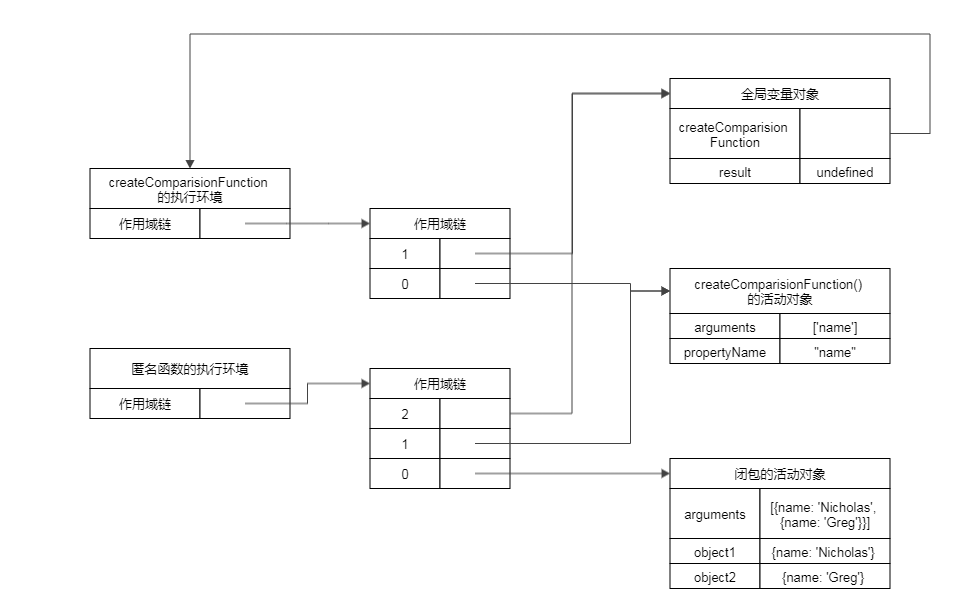 全局变量对象
createComparision
Function
result
undefined
createComparisionFunction
的执行环境
作用域链
作用域链
1
0
createComparisionFunction()
的活动对象
arguments
['name']
propertyName
"name"
匿名函数的执行环境
作用域链
作用域链
2
1
0
闭包的活动对象
arguments
[{name: 'Nicholas',
{name: 'Greg'}}]
object1
{name: 'Nicholas'}
object2
{name: 'Greg'}